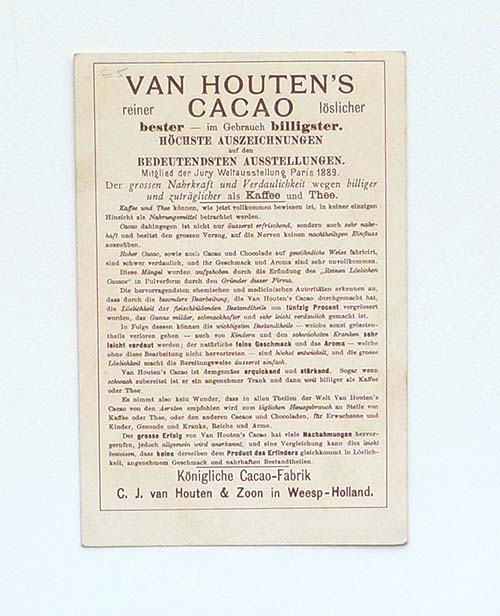 E5
VAN HOUTEN'S
reiner CACAO löslicher
bester — im Gebrauch billigster.
HÖCHSTE AUSZEICHNUNGEN
auf den
BEDEUTENDSTEN AUSSTELLUNGEN.
Mitglied der Jury Weltausstellung Paris 1889.
Der grossen Nahrkraft und Verdaulichkeit wegen billiger
und zuträglicher als Kaffee und Thee.
Kaffee und Thee können, wie jetzt vollkommen bewiesen ist, in keiner einzigen
Hinsicht als Nahrungsmittel betrachtet werden.
Cacao dahingegen ist nicht nur äusserst erfrischend, sondern auch sehr nahr-
haft und besitzt den grossen Vorzug, auf die Nerven keinen nachtheiligen Einfluss
auszuüben.
Roher Cacao, sowie auch Cacao und Chocolade auf gewöhnliche Weise fabricirt,
sind schwer verdaulich, und ihr Geschmack und Aroma sind sehr unvollkommen.
Diese Mängel wurden aufgehoben durch die Erfindung des „Reinen Löslichen
Cacaos" in Pulverform durch den Gründer dieser Firma.
Die hervorragendsten chemischen und medicinischen Autoritäten erkennen an,
dass durch die besondere Bearbeitung, die Van Houten's Cacao durchgemacht hat,
die Löslichkeit der fleischbildenden Bestandtheile um fünfzig Procent vergrössert
worden, das Ganze milder, schmackhafter und sehr leicht verdaulich gemacht ist.
In Folge dessen können die wichtigsten Bestandtheile — welche sonst grössten-
theils verloren gehen — auch von Kindern und den schwächsten Kranken sehr
leicht verdaut werden; der natürliche feine Geschmack und das Aroma — welche
ohne diese Bearbeitung nicht hervortreten — sind höchst entwickelt, und die grosse
Löslichkeit macht die Bereitungsweise äusserst einfach.
Van Houten's Cacao ist demgemäss erquickend und stärkend. Sogar wenn
schwach zubereitet ist er ein angenehmer Trank und dann weit billiger als Kaffee
oder Thee.
Es nimmt also kein Wunder, dass in allen Theilen der Welt Van Houten's
Cacao von den Aerzten empfohlen wird zum täglichen Hausgebrauch an Stelle von
Kaffee oder Thee, oder den anderen Cacaos und Chocoladen, für Erwachsene und
Kinder, Gesunde und Kranke, Reiche und Arme.
Der grosse Erfolg von Van Houten's Cacao hat viele Nachahmungen hervor-
gerufen, jedoch allgemein wird anerkannt, und eine Vergleichung kann dies leicht
beweisen, dass keine derselben dem Product des Erfinders gleichkommt in Löslich-
keit, angenehmem Geschmack und nahrhaften Bestandtheilen.
Königliche Cacao-Fabrik
C. J. van Houten & Zoon in Weesp-Holland.